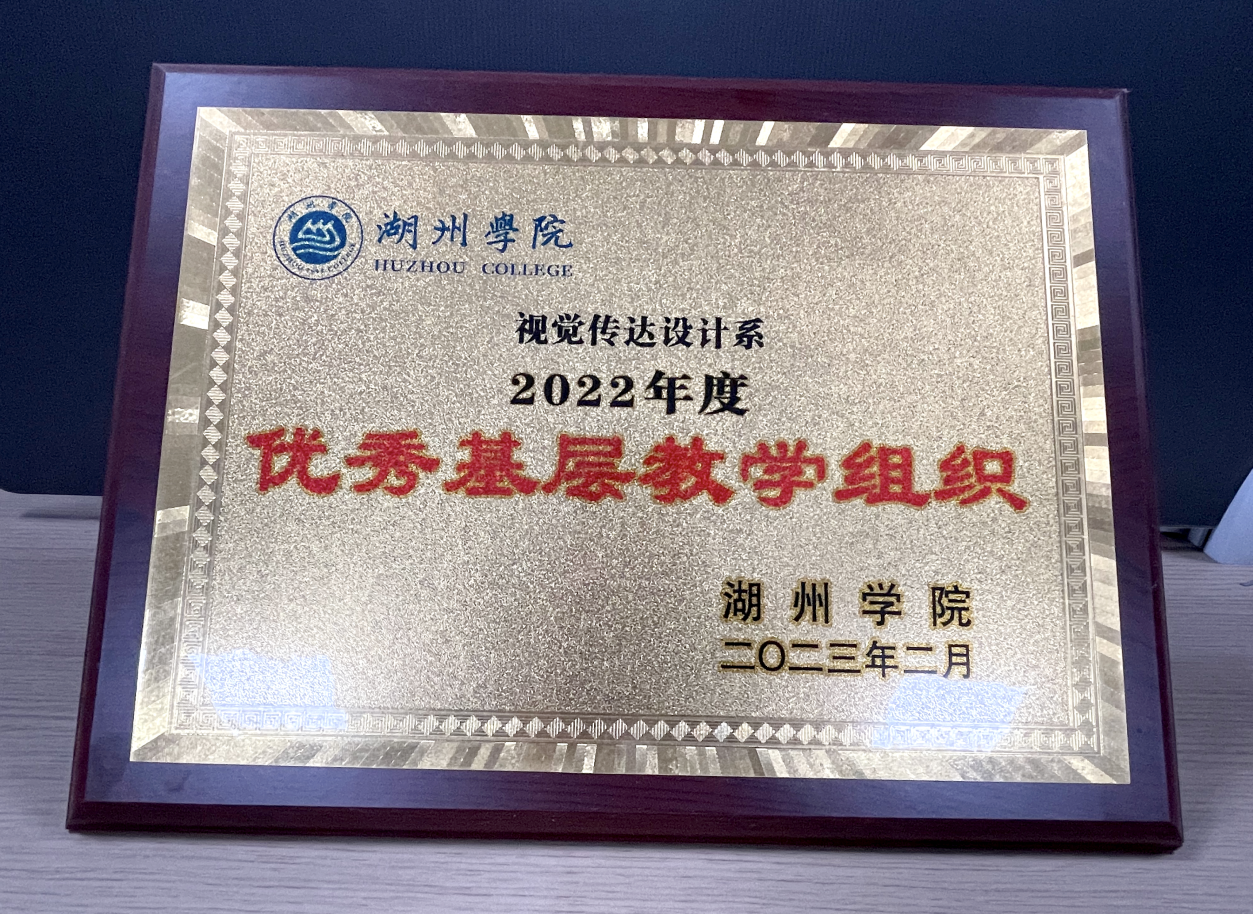 湖州學院
HUZHOU COLLEGE
视觉传达设计系
2022年度
优秀基层教学组织
湖州学院
二〇二三年二月